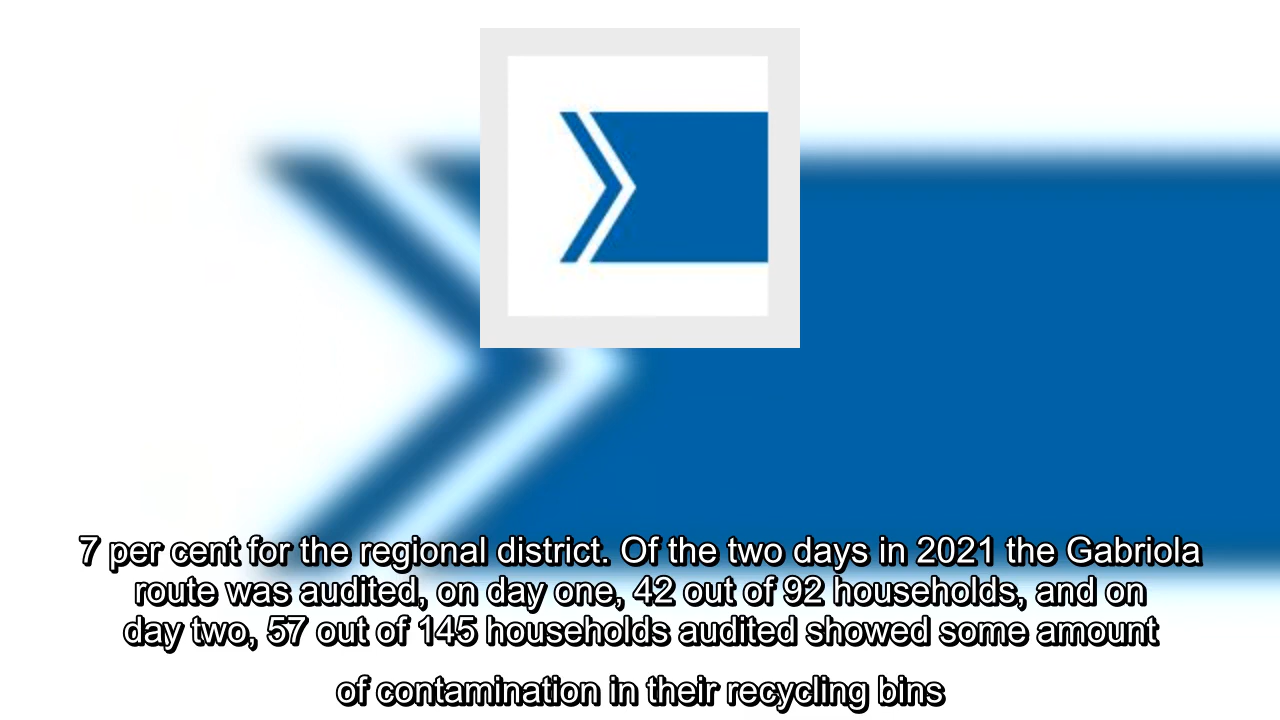 7 per cent for the regional district. Of the two days in 2021 the Gabriola
route was audited, on day one, 42 out of 92 households, and on
day two, 57 out of 145 households audited showed some amount
of contamination in their recycling bins